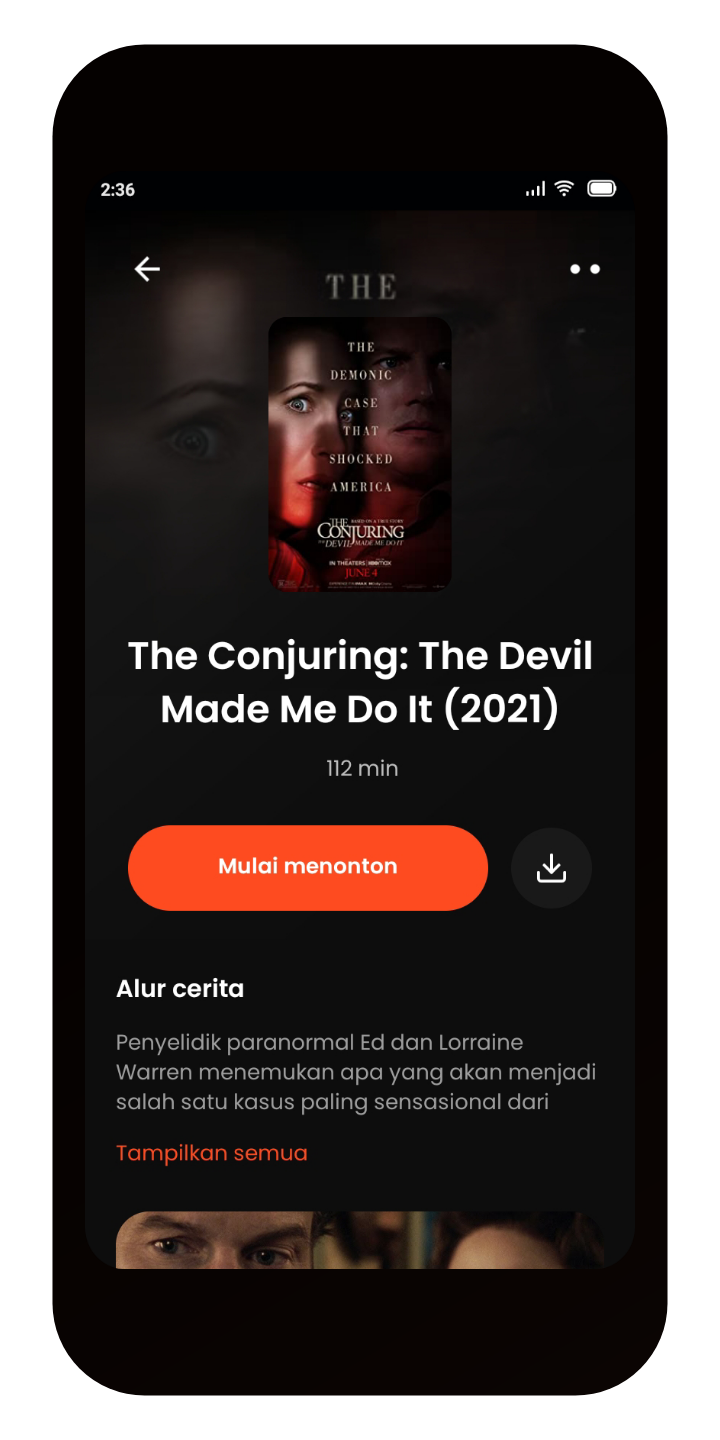 2:36
THE
THE
DEMONIC
CASE
THAT
SHOCKED
AMERICA
THE BASED ON A TRUE STORY
CONJURING
THE DEVIL MADE ME DO IT
IN THEATERS HBOMAX
JUNE 4
The Conjuring: The Devil
Made Me Do It (2021)
112 min
Mulai menonton
Alur cerita
Penyelidik paranormal Ed dan Lorraine
Warren menemukan apa yang akan menjadi
salah satu kasus paling sensasional dari
Tampilkan semua